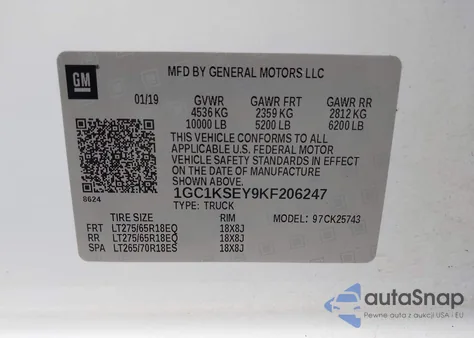 GM
MFD BY GENERAL MOTORS LLC
01/19 GVWR GAWR FRT GAWR RR
4536 KG 2359 KG 2812 KG
10000 LB 5200 LB 6200 LB
THIS VEHICLE CONFORMS TO ALL
APPLICABLE U.S. FEDERAL MOTOR
VEHICLE SAFETY STANDARDS IN EFFECT
ON THE DATE OF MANUFACTURE
SHOWN ABOVE.
8624
1GC1KSEY9KF206247
TYPE: TRUCK
TIRE SIZE RIM MODEL: 97CK25743
FRT LT275/65R18EQ 18X8J
RR LT275/65R18EQ 18X8J
SPA LT265/70R18ES 18X8J
autoSnap
Pewne auta z aukcji USA i EU